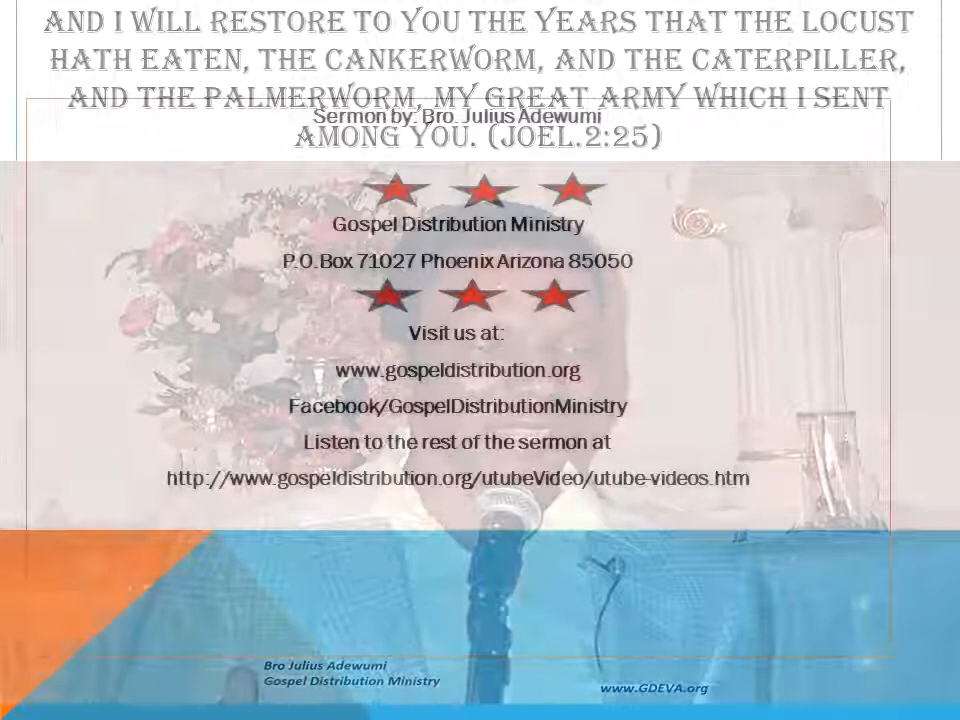 AND I WILL RESTORE TO YOU THE YEARS THAT THE LOCUST
HATH EATEN, THE CANKERWORM, AND THE CATERPILLER,
AND THE PALMERWORM, MY GREAT ARMY WHICH I SENT
Sermon by: Bro. Julius Adewumi
AMONG YOU. (JOEL.2:25)
Gospel Distribution Ministry
P.O.Box 71027 Phoenix Arizona 85050
Visit us at:
www.gospeldistribution.org
Facebook/GospelDistributionMinistry
Listen to the rest of the sermon at
http://www.gospeldistribution.org/utubeVideo/utube-videos.htm
Bro Julius Adewumi
Gospel Distribution Ministry
www.GDEVA.org